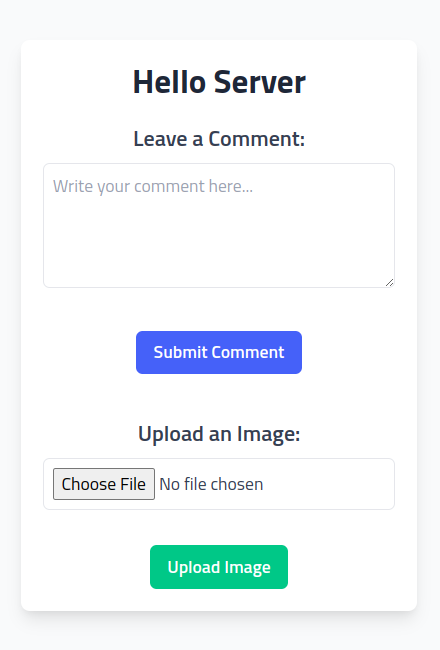 Hello Server
Leave a Comment:
Write your comment here...
Submit Comment
Upload an Image:
Choose File No file chosen
Upload Image